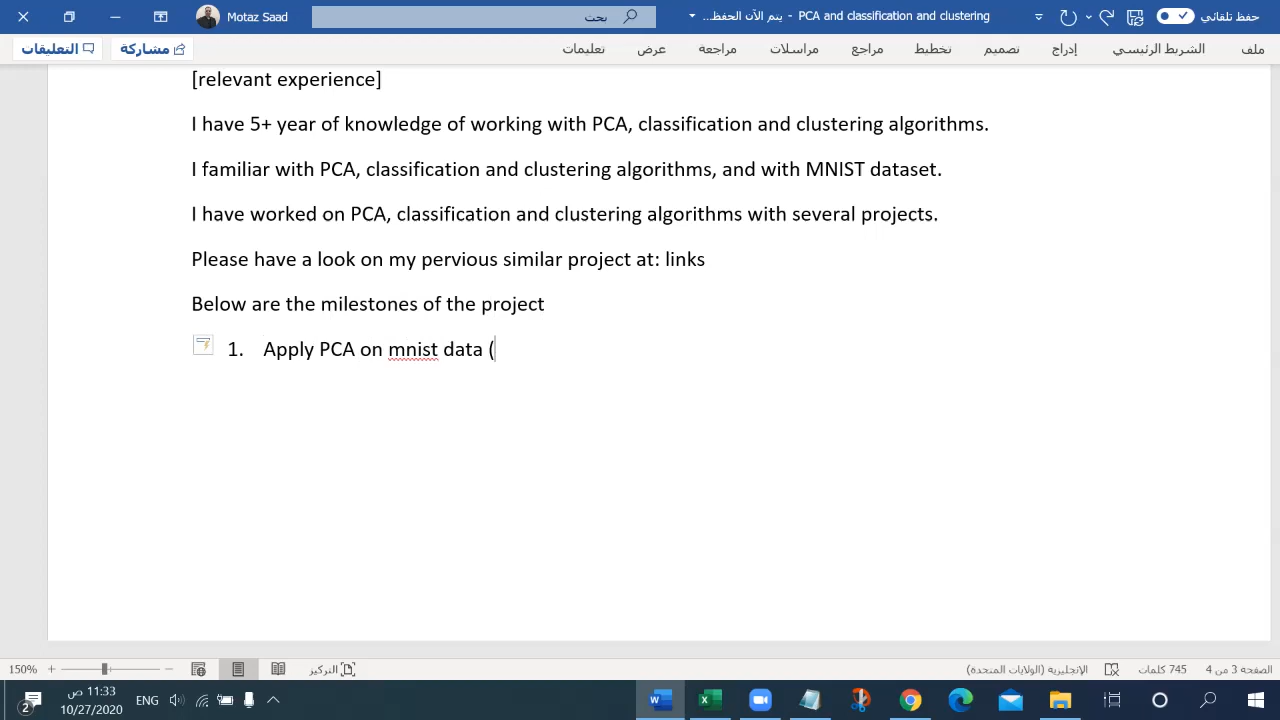 حفظ تلقائي
PCA and classification and clustering - يتم الآن الحفظ...
بحث
Motaz Saad
ملف الشريط الرئيسي إدراج تصميم تخطيط مراجع مراسلات مراجعة عرض تعليمات
مشاركة
التعليقات
[relevant experience]
I have 5+ year of knowledge of working with PCA, classification and clustering algorithms.
I familiar with PCA, classification and clustering algorithms, and with MNIST dataset.
I have worked on PCA, classification and clustering algorithms with several projects.
Please have a look on my pervious similar project at: links
Below are the milestones of the project
1. Apply PCA on mnist data (
الصفحة 3 من 4
745 كلمات
الإنجليزية (الولايات المتحدة)
التركيز
150%
ENG
11:33 ص
10/27/2020
2